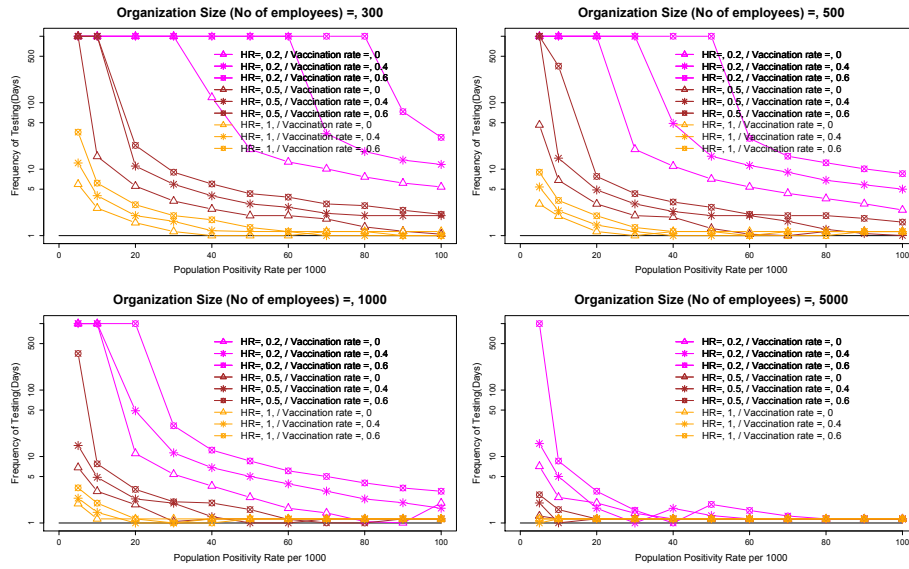 Organization Size (No of employees) =, 300
Frequency of Testing(Days)
500
100
50
10
5
1
HR=, 0.2, / Vaccination rate =, 0
HR=, 0.2, / Vaccination rate =, 0.4
HR=, 0.2, / Vaccination rate =, 0.6
HR=, 0.5, / Vaccination rate =, 0
HR=, 0.5, / Vaccination rate =, 0.4
HR=, 0.5, / Vaccination rate =, 0.6
HR=, 1, / Vaccination rate =, 0
HR=, 1, / Vaccination rate =, 0.4
HR=, 1, / Vaccination rate =, 0.6
0 20 40 60 80 100
Population Positivity Rate per 1000
Organization Size (No of employees) =, 500
Frequency of Testing(Days)
500
100
50
10
5
1
HR=, 0.2, / Vaccination rate =, 0
HR=, 0.2, / Vaccination rate =, 0.4
HR=, 0.2, / Vaccination rate =, 0.6
HR=, 0.5, / Vaccination rate =, 0
HR=, 0.5, / Vaccination rate =, 0.4
HR=, 0.5, / Vaccination rate =, 0.6
HR=, 1, / Vaccination rate =, 0
HR=, 1, / Vaccination rate =, 0.4
HR=, 1, / Vaccination rate =, 0.6
0 20 40 60 80 100
Population Positivity Rate per 1000
Organization Size (No of employees) =, 1000
Frequency of Testing(Days)
500
100
50
10
5
1
HR=, 0.2, / Vaccination rate =, 0
HR=, 0.2, / Vaccination rate =, 0.4
HR=, 0.2, / Vaccination rate =, 0.6
HR=, 0.5, / Vaccination rate =, 0
HR=, 0.5, / Vaccination rate =, 0.4
HR=, 0.5, / Vaccination rate =, 0.6
HR=, 1, / Vaccination rate =, 0
HR=, 1, / Vaccination rate =, 0.4
HR=, 1, / Vaccination rate =, 0.6
0 20 40 60 80 100
Population Positivity Rate per 1000
Organization Size (No of employees) =, 5000
Frequency of Testing(Days)
500
100
50
10
5
1
HR=, 0.2, / Vaccination rate =, 0
HR=, 0.2, / Vaccination rate =, 0.4
HR=, 0.2, / Vaccination rate =, 0.6
HR=, 0.5, / Vaccination rate =, 0
HR=, 0.5, / Vaccination rate =, 0.4
HR=, 0.5, / Vaccination rate =, 0.6
HR=, 1, / Vaccination rate =, 0
HR=, 1, / Vaccination rate =, 0.4
HR=, 1, / Vaccination rate =, 0.6
0 20 40 60 80 100
Population Positivity Rate per 1000